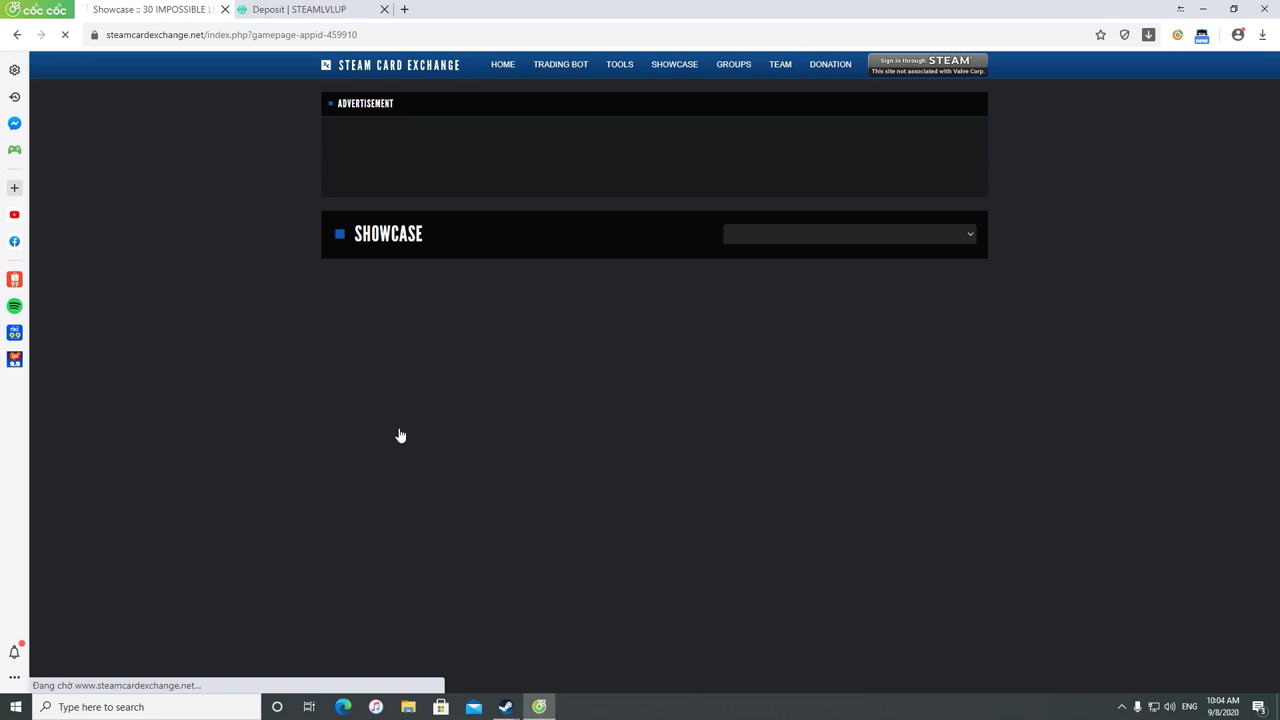 cốc cốc
Showcase :: 30 IMPOSSIBLE L
Deposit | STEAMLVLUP
steamcardexchange.net/index.php?gamepage-appid-459910
STEAM CARD EXCHANGE
HOME
TRADING BOT
TOOLS
SHOWCASE
GROUPS
TEAM
DONATION
Sign in through STEAM
This site not associated with Valve Corp.
ADVERTISEMENT
SHOWCASE
Đang chờ www.steamcardexchange.net...
Type here to search
ENG
10:04 AM
9/8/2020
3